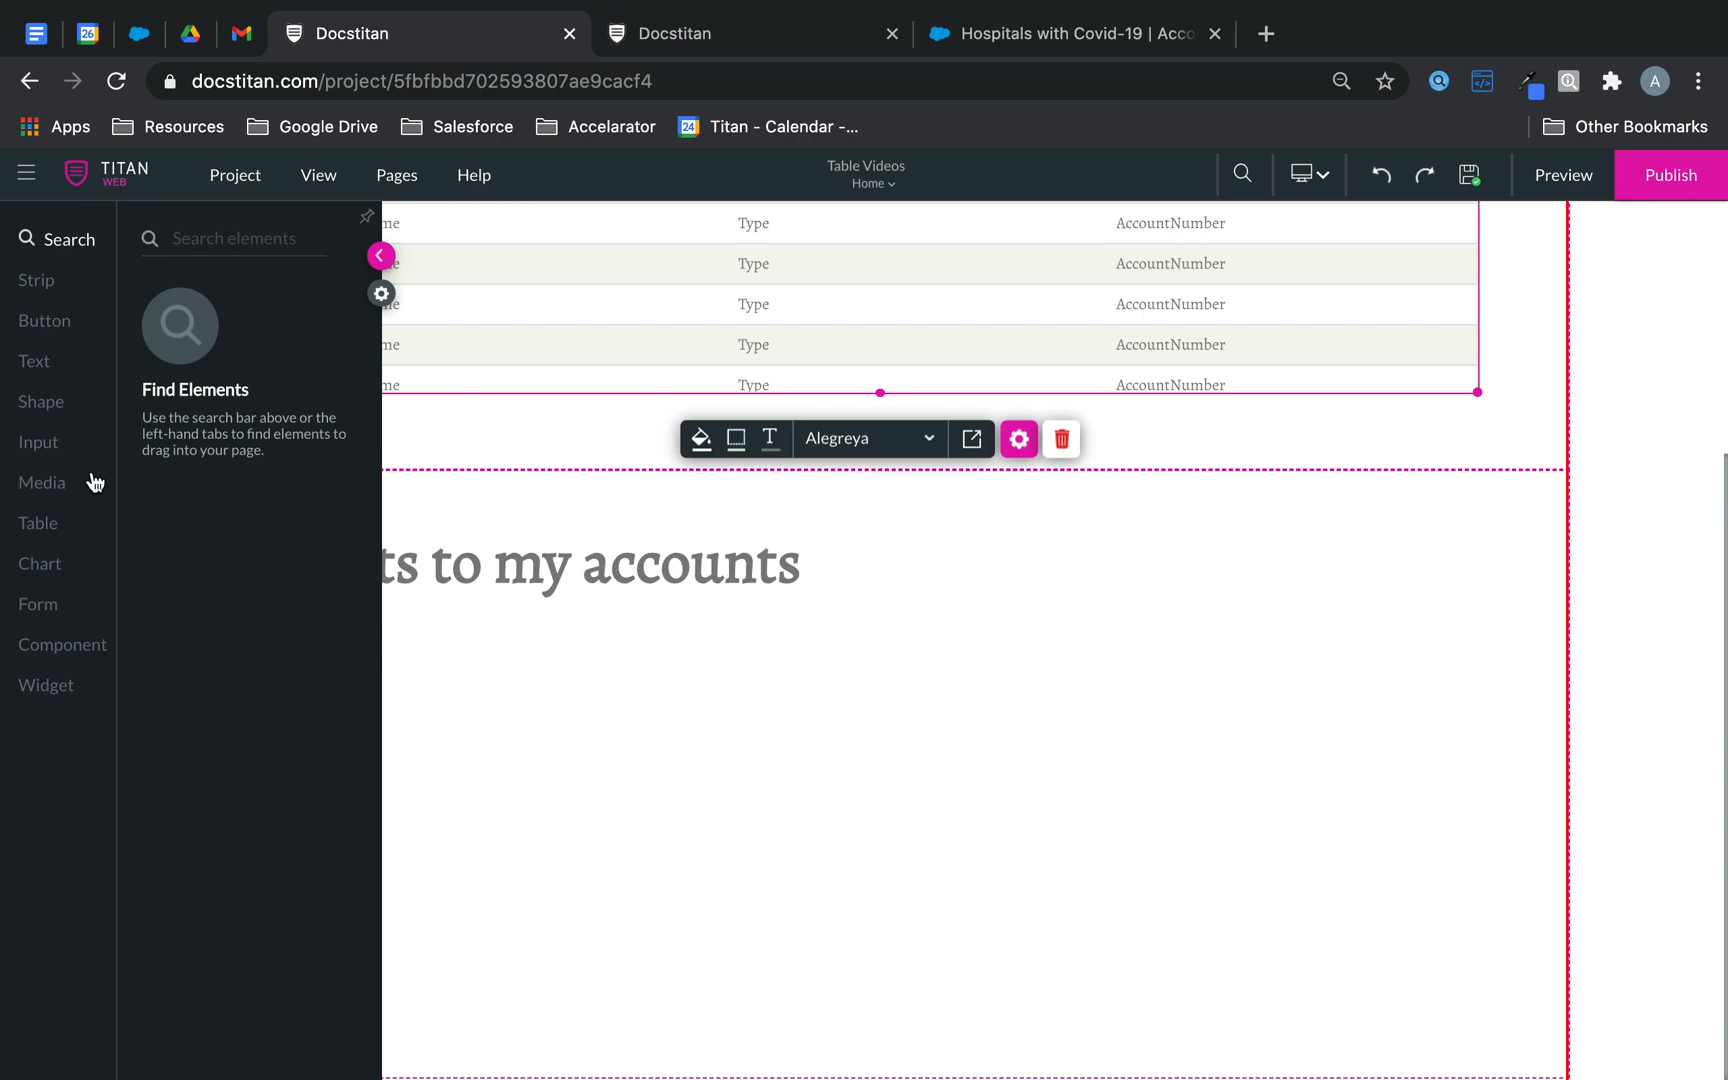 26
Docstitan
Docstitan
Hospitals with Covid-19 | Acco
docstitan.com/project/5fbfbbd702593807ae9cacf4
A
Apps
Resources
Google Drive
Salesforce
Accelarator
24
Titan - Calendar -...
Other Bookmarks
TITAN
WEB
Project
View
Pages
Help
Table Videos
Home
Preview
Publish
Search
Search elements
Strip
Button
Text
Shape
Input
Media
Table
Chart
Form
Component
Widget
Find Elements
Use the search bar above or the
left-hand tabs to find elements to
drag into your page.
me Type AccountNumber
e Type AccountNumber
ne Type AccountNumber
me Type AccountNumber
me Type AccountNumber
T
Alegreya
ts to my accounts